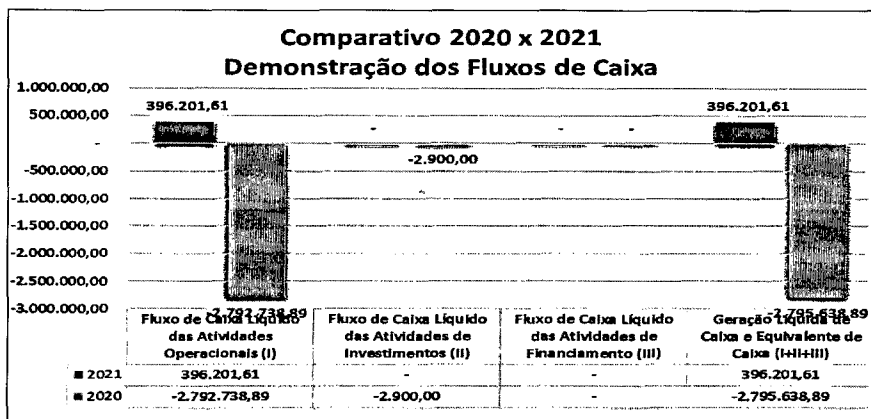 Comparativo 2020 x 2021
Demonstração dos Fluxos de Caixa
1.000.000,00
500.000,00
-
-500.000,00
-1.000.000,00
-1.500.000,00
-2.000.000,00
-2.500.000,00
-3.000.000,00
396.201,61
-2.792.738,89
-
-2.900,00
-
-
396.201,61
-2.795.638,89
Fluxo de Caixa Líquido das Atividades Operacionais (I)
Fluxo de Caixa Líquido das Atividades de Investimentos (II)
Fluxo de Caixa Líquido das Atividades de Financiamento (III)
Geração Líquida de Caixa e Equivalente de Caixa (I+II+III)
2021 396.201,61 - - 396.201,61
2020 -2.792.738,89 -2.900,00 - -2.795.638,89